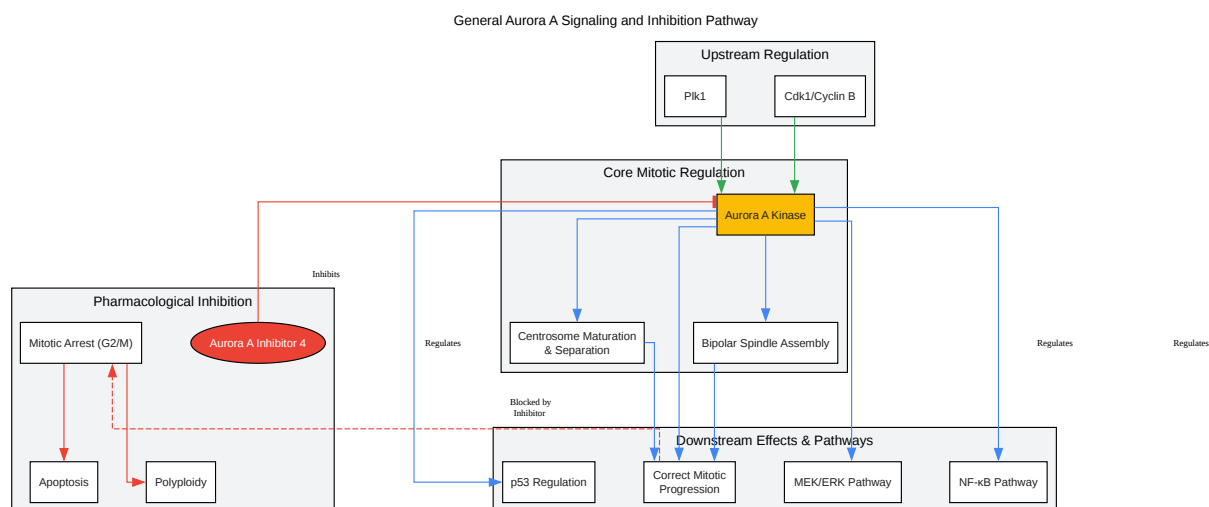 General Aurora A Signaling and Inhibition Pathway
Upstream Regulation
Plk1
Cdk1/Cyclin B
Core Mitotic Regulation
Aurora A Kinase
Inhibits
Pharmacological Inhibition
Mitotic Arrest (G2/M)
Aurora A Inhibitor 4
Regulates
Centrosome Maturation
& Separation
Bipolar Spindle Assembly
Regulates
Regulates
Blocked by
Inhibitor
Downstream Effects & Pathways
Apoptosis
Polyploidy
p53 Regulation
Correct Mitotic
Progression
MEK/ERK Pathway
NF-κB Pathway